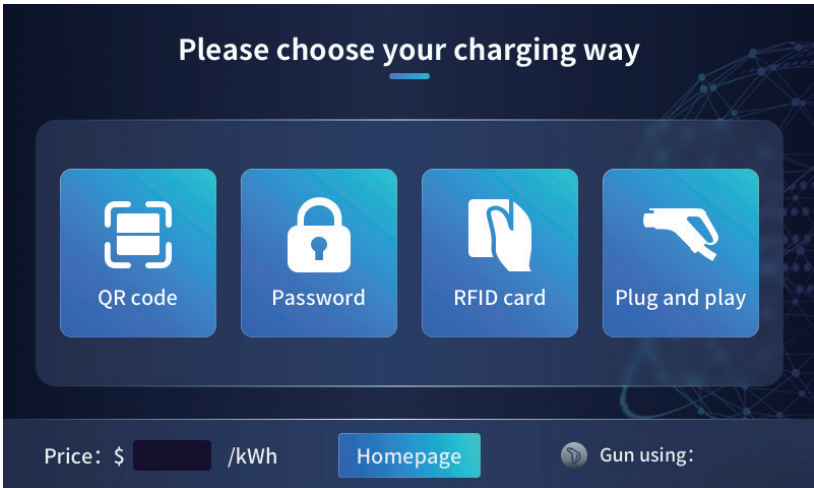 Please choose your charging way
QR code
Password
RFID card
Plug and play
Price: $ /kWh
Homepage
Gun using: